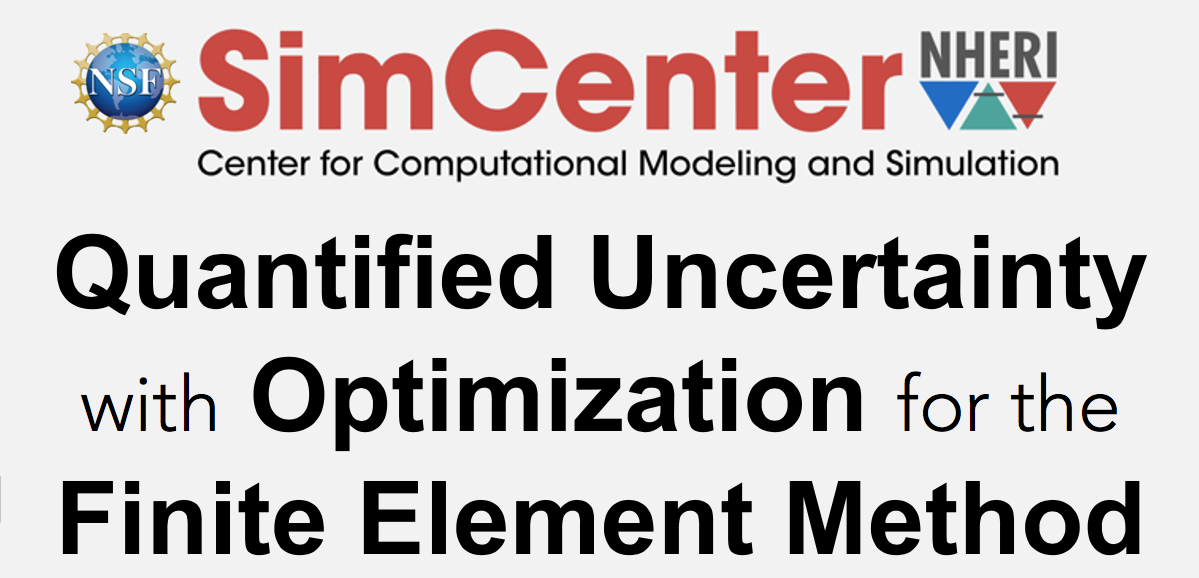 NSF SimCenter NHERI
Center for Computational Modeling and Simulation
Quantified Uncertainty
with Optimization for the
Finite Element Method